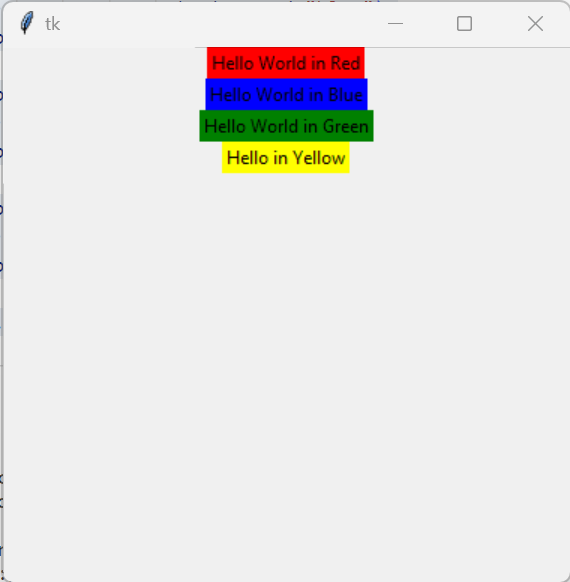 tk
Hello World in Red
Hello World in Blue
Hello World in Green
Hello in Yellow